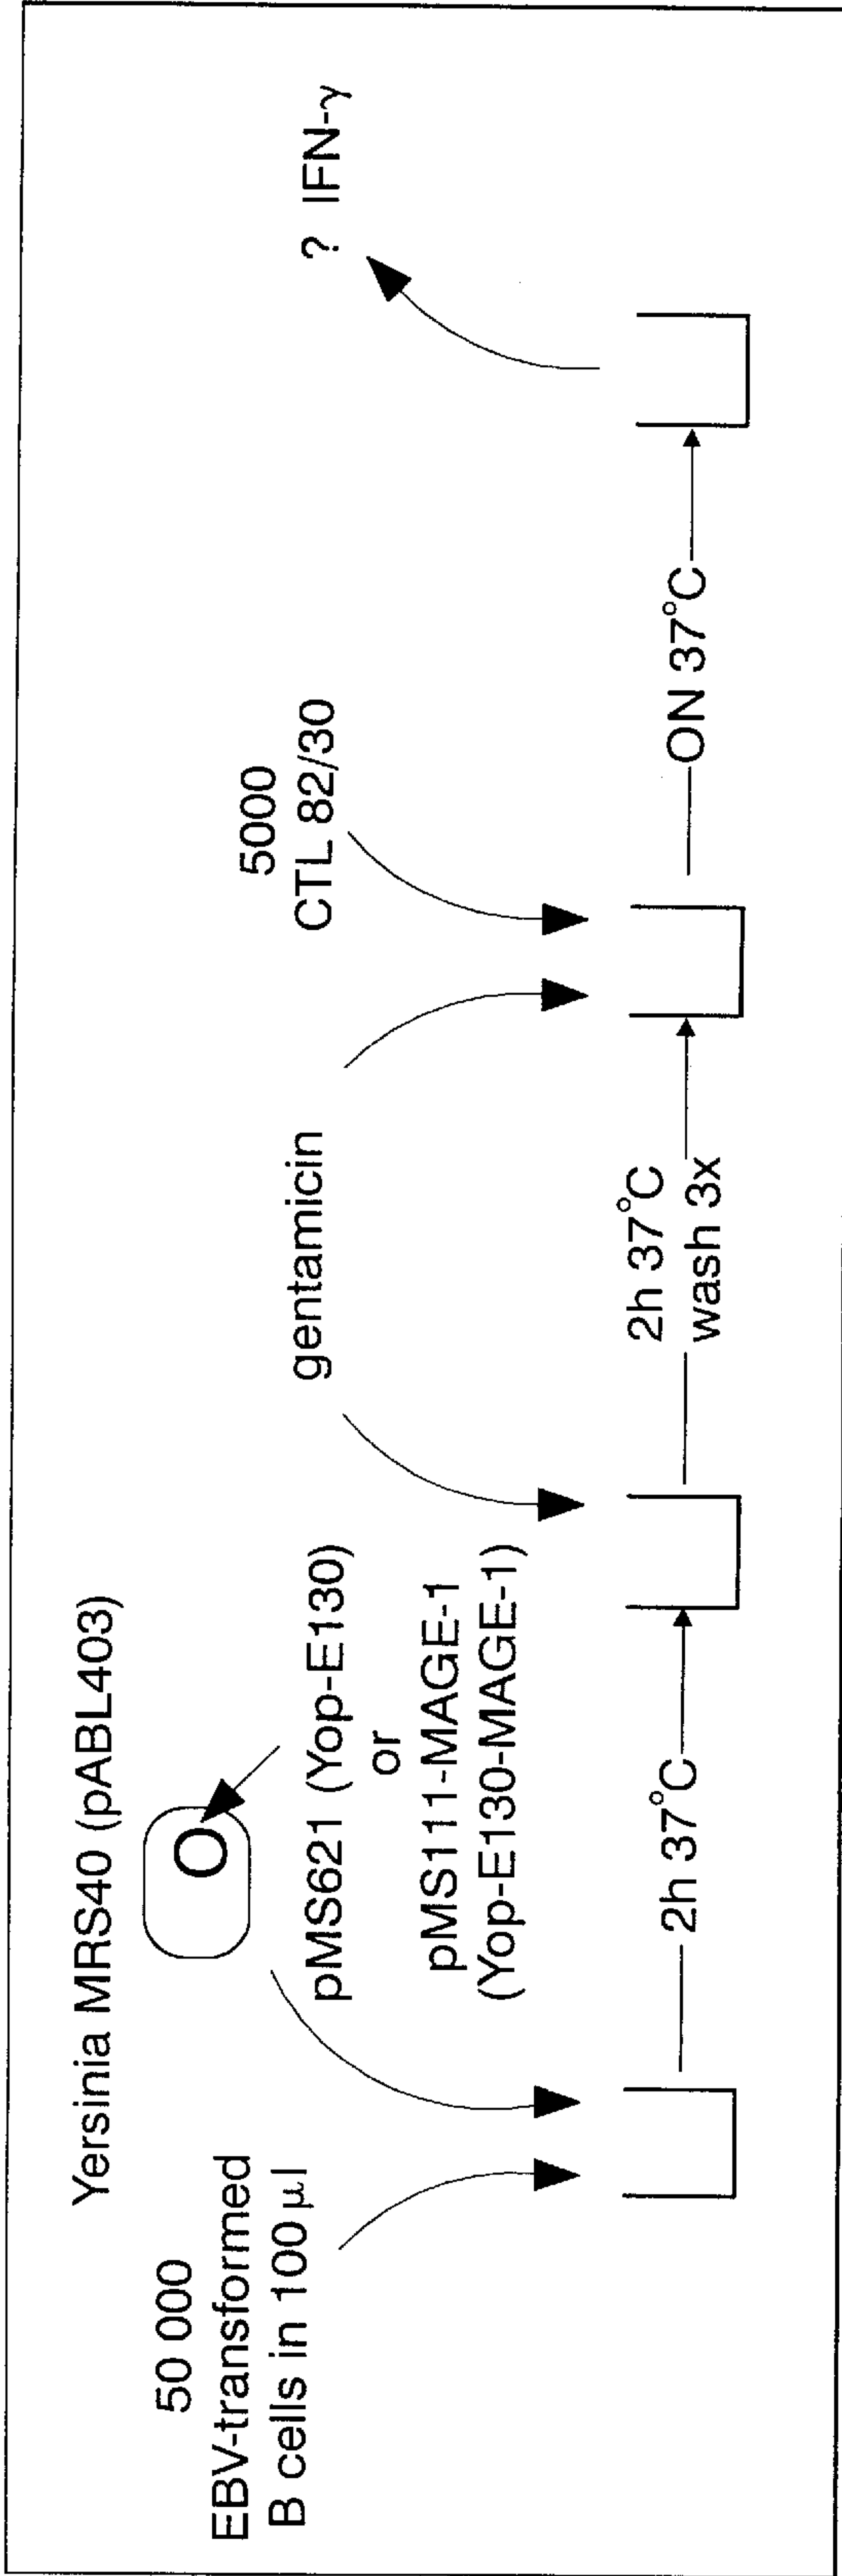 Yersinia MRS40 (pABL403)
50 000
EBV-transformed
B cells in 100 µl
O
pMS621 (Yop-E130)
or
pMS111-MAGE-1
(Yop-E130-MAGE-1)
gentamicin
5000
CTL 82/30
? IFN-γ
2h 37°C
2h 37°C
wash 3x
ON 37°C